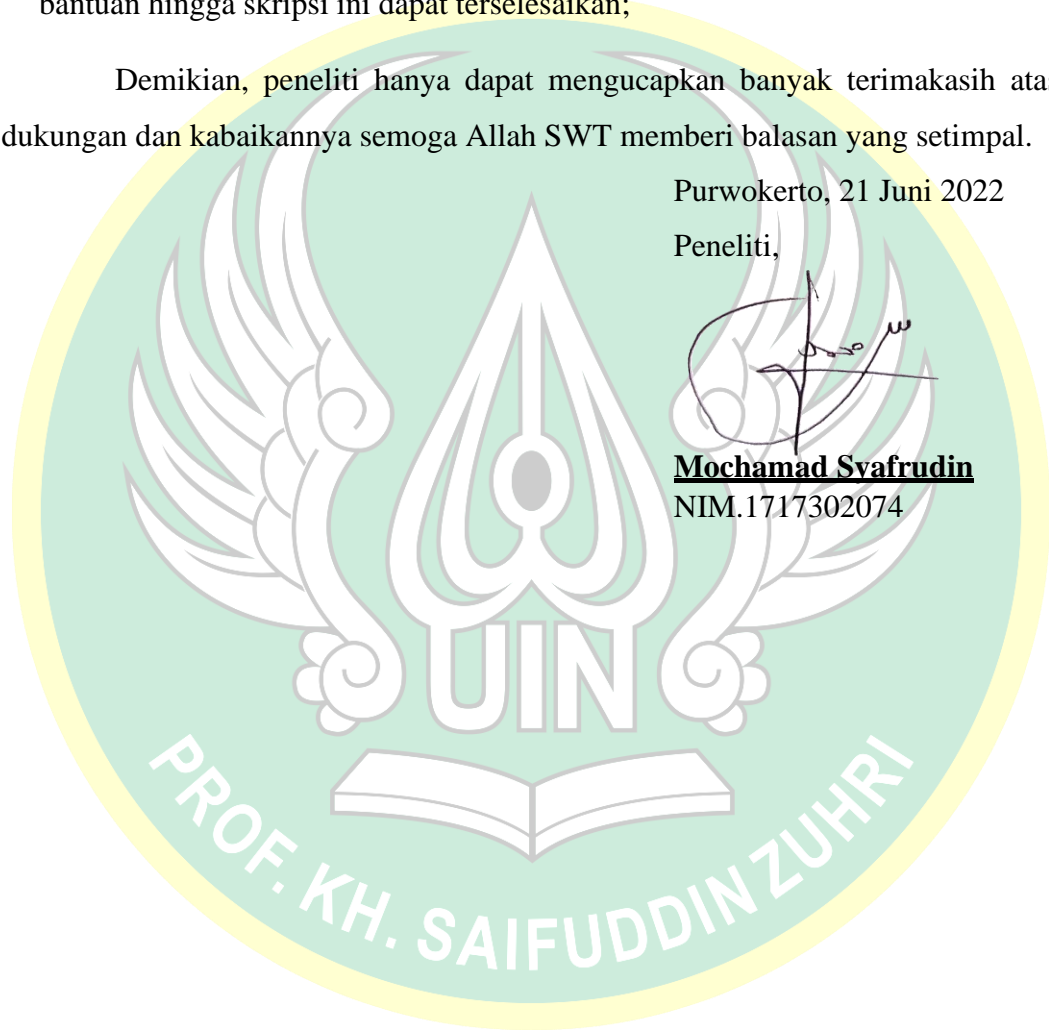 bantuan hingga skripsi ini dapat terselesaikan;
Demikian, peneliti hanya dapat mengucapkan banyak terimakasih ata
dukungan dan kabaikannya semoga Allah SWT memberi balasan yang setimpal.
Purwokerto, 21 Juni 2022
Peneliti,
Mochamad Syafrudin
NIM.1717302074
UIN
PROF. KH. SAIFUDDIN ZUHRI